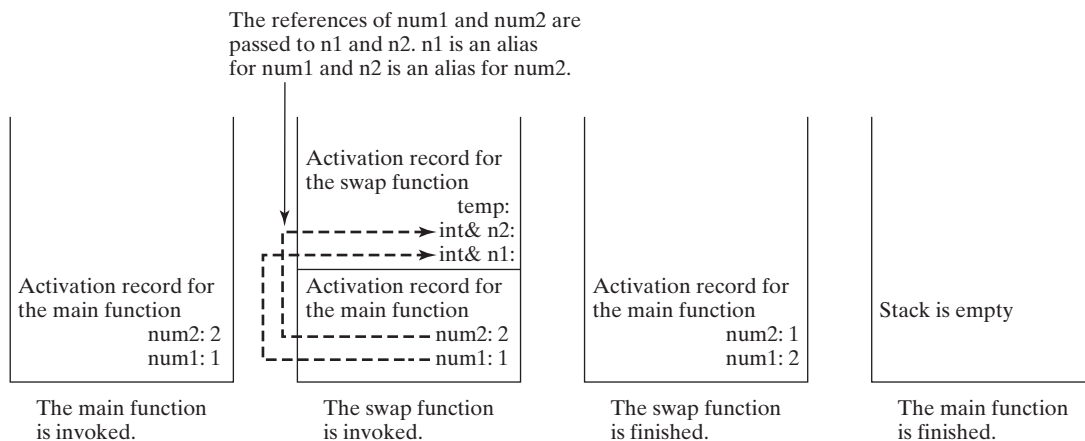 The references of num1 and num2 are
passed to n1 and n2. n1 is an alias
for num1 and n2 is an alias for num2.
Activation record for
the main function
num2: 2
num1: 1
The main function
is invoked.
Activation record for
the swap function
temp:
int& n2:
int& n1:
Activation record for
the main function
num2: 2
num1: 1
The swap function
is invoked.
Activation record for
the main function
num2: 1
num1: 2
The swap function
is finished.
Stack is empty
The main function
is finished.